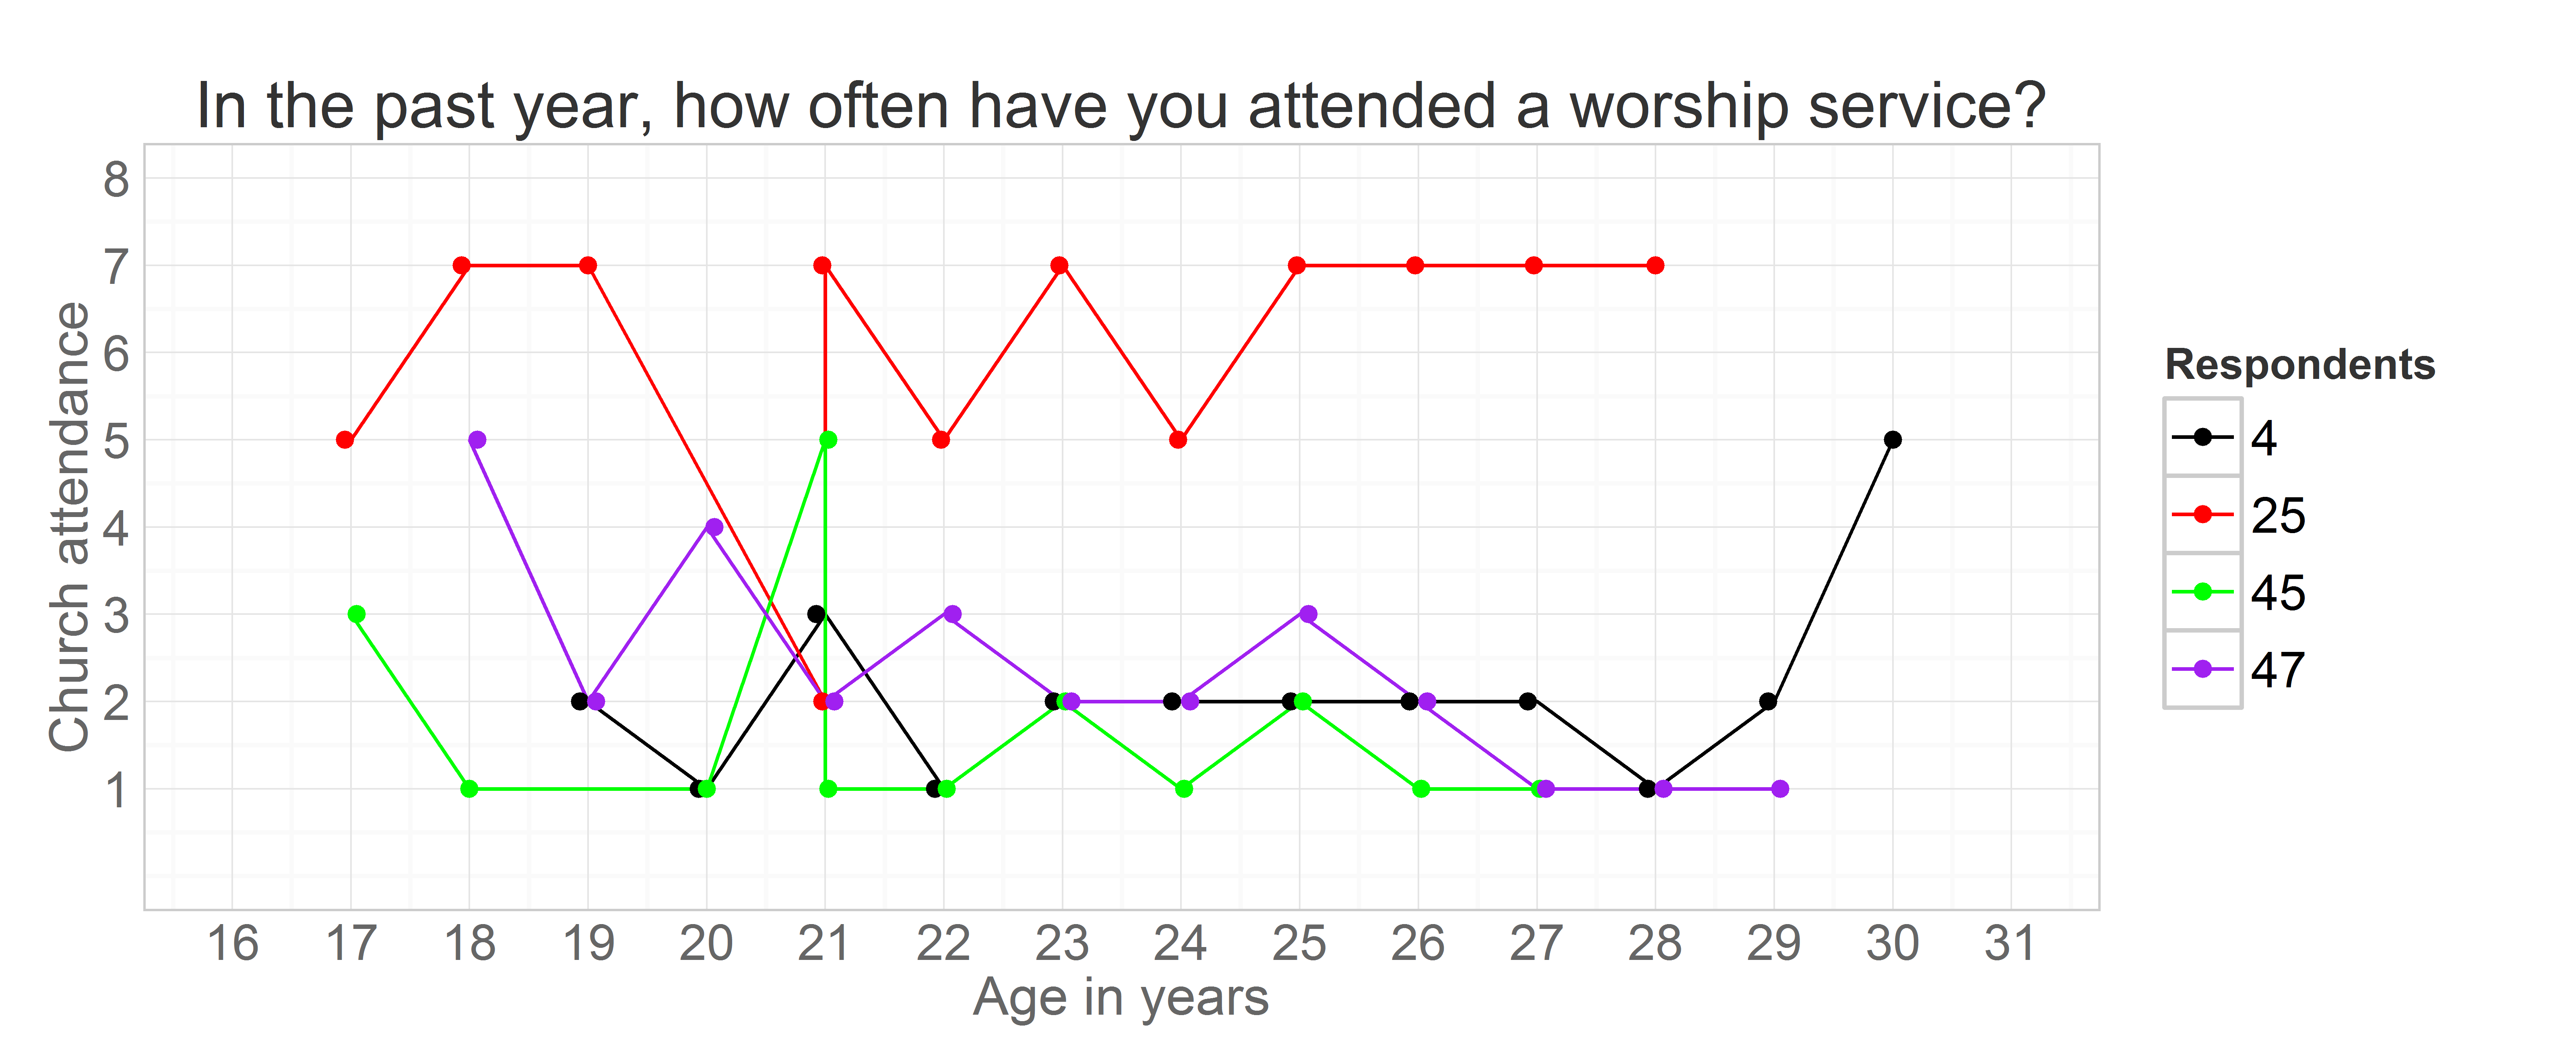 In the past year, how often have you attended a worship service?
Church attendance
8
7
6
5
4
3
2
1
16 17 18 19 20 21 22 23 24 25 26 27 28 29 30 31
Age in years
Respondents
4
25
45
47